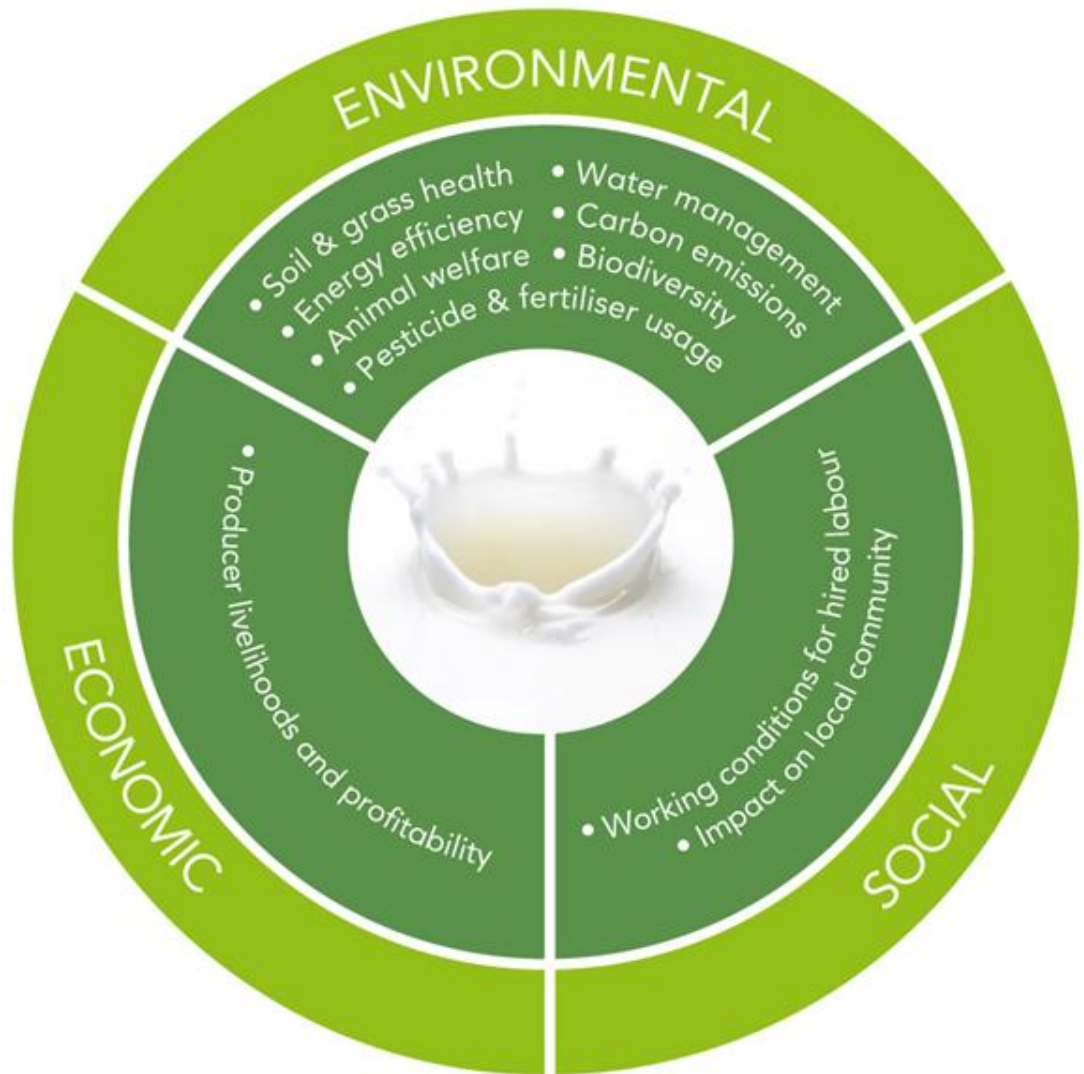 ENVIRONMENTAL
• Soil & grass health
• Energy efficiency
• Animal welfare
• Pesticide & fertiliser usage
• Water management
• Carbon emissions
• Biodiversity
ECONOMIC
• Producer livelihoods and profitability
SOCIAL
• Working conditions for hired labour
• Impact on local community